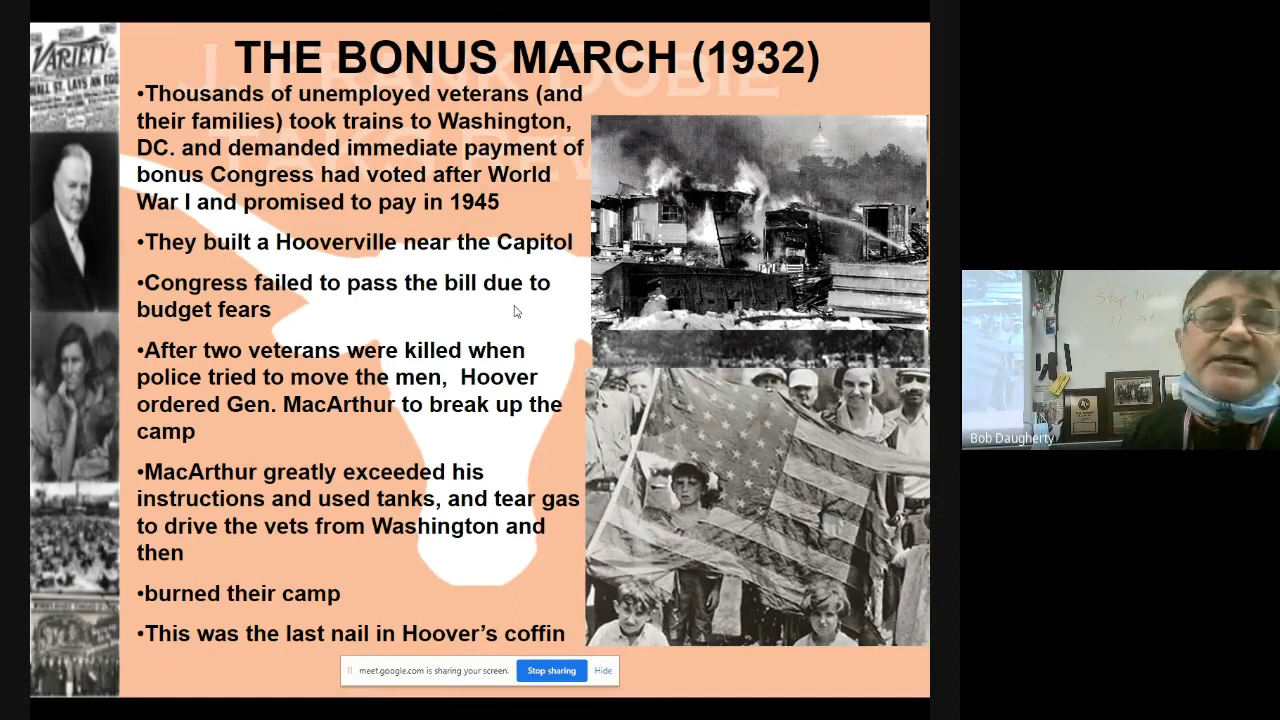 THE BONUS MARCH (1932)
J FRANK DOBIE
TAKS REV
VARIETY
WALL ST. LAYS AN EGG
•Thousands of unemployed veterans (and
their families) took trains to Washington,
DC. and demanded immediate payment of
bonus Congress had voted after World
War I and promised to pay in 1945
•They built a Hooverville near the Capitol
•Congress failed to pass the bill due to
budget fears
•After two veterans were killed when
police tried to move the men,  Hoover
ordered Gen. MacArthur to break up the
camp
•MacArthur greatly exceeded his
instructions and used tanks, and tear gas
to drive the vets from Washington and
then
•burned their camp
•This was the last nail in Hoover’s coffin
meet.google.com is sharing your screen.
Stop sharing
Hide
Stop
Bob Daugherty